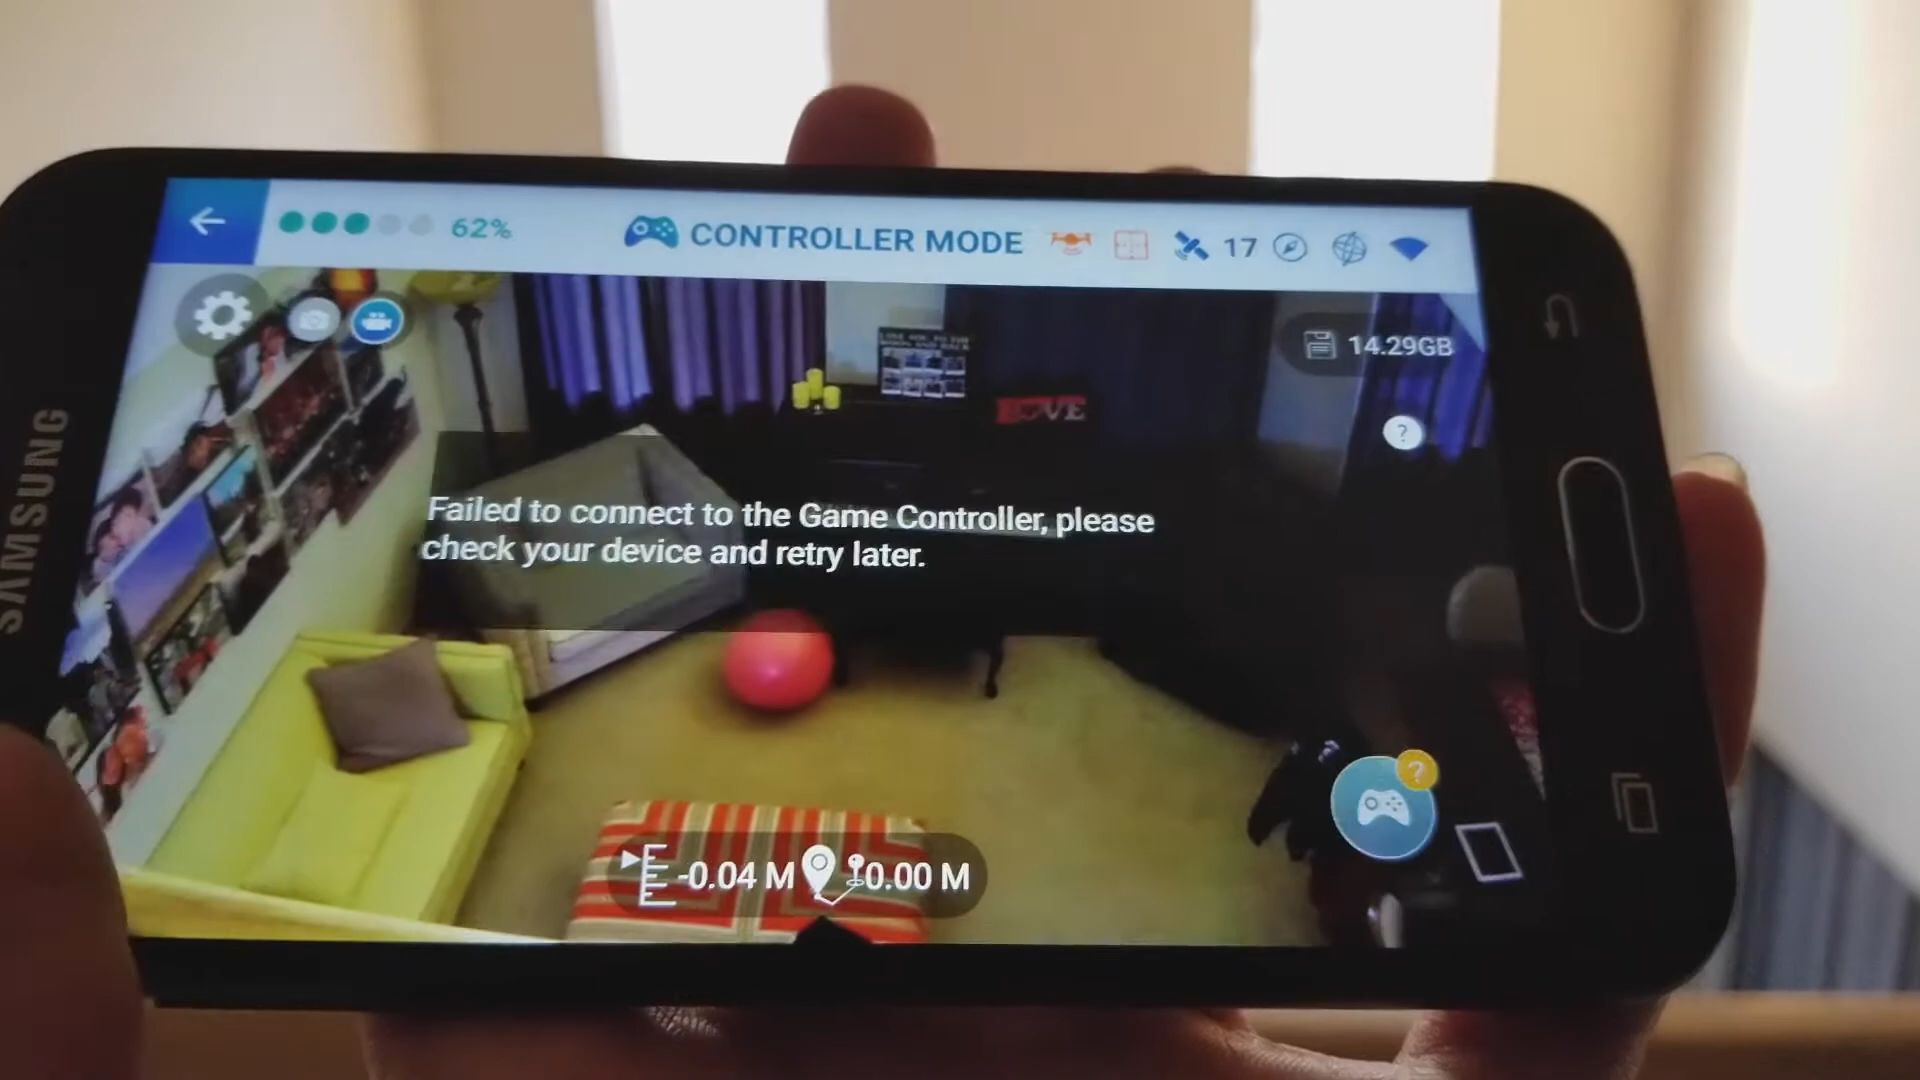 62%
CONTROLLER MODE
17
14.29GB
?
LOVE
SAMSUNG
Failed to connect to the Game Controller, please
check your device and retry later.
?
-0.04 M
0.00 M